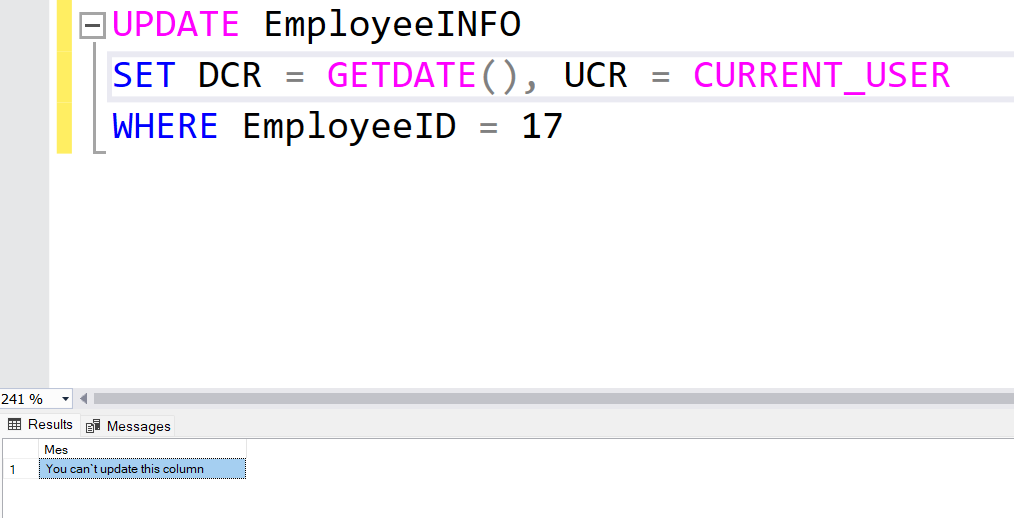 UPDATE EmployeeINFO
SET DCR = GETDATE(), UCR = CURRENT_USER
WHERE EmployeeID = 17
241 %
Results Messages
Mes
1 You can`t update this column